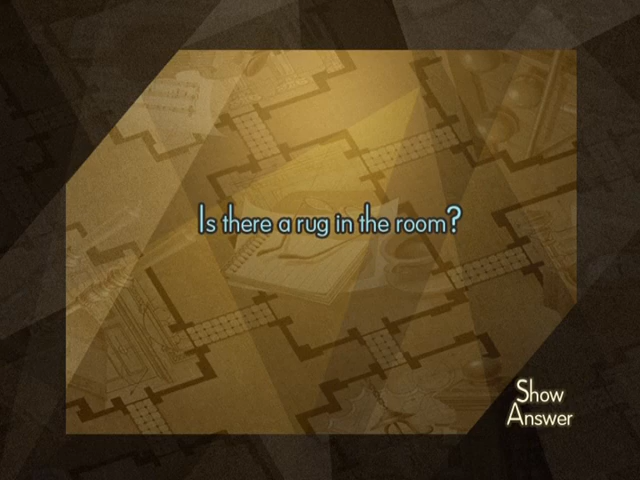 Is there a rug in the room?
Show
Answer